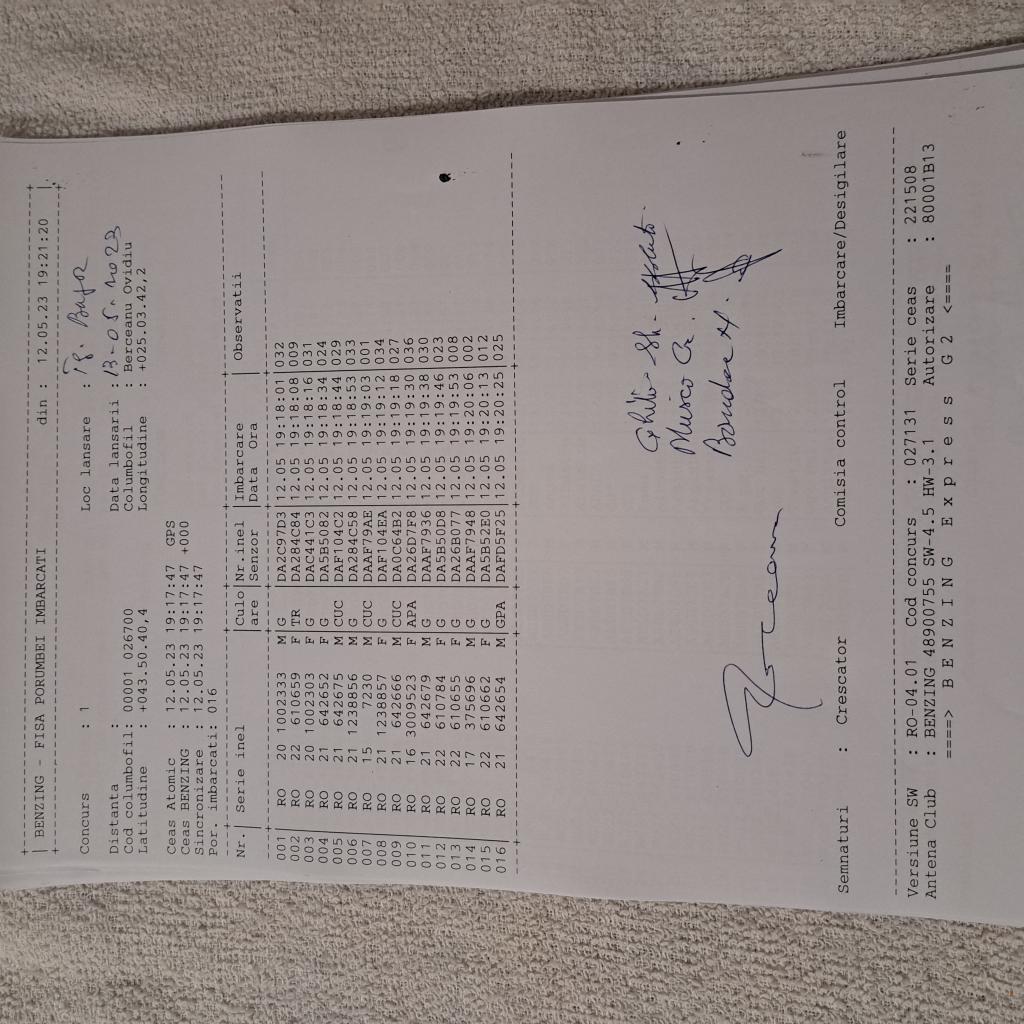 BENZING - FISA PORUMBEI IMBARCATI din : 12.05.23 19:21:20
Concurs : 1 Loc lansare : Tg. Bujor
Distanta : Data lansarii : 13-05-2023
Cod columbofil: 00001 026700 Columbofil : Berceanu Ovidiu
Latitudine : +043.50.40,4 Longitudine : +025.03.42,2
Ceas Atomic : 12.05.23 19:17:47 GPS
Ceas BENZING : 12.05.23 19:17:47 +000
Sincronizare : 12.05.23 19:17:47
Por. imbarcati: 016
Nr. | Serie inel | Culo | Nr.inel | Imbarcare | Observatii
are | Senzor | Data Ora
001 RO 20 1002333 M G DA2C97D3 12.05 19:18:01 032
002 RO 22 610659 F TR DA284C84 12.05 19:18:08 009
003 RO 20 1002303 F G DAC441C3 12.05 19:18:16 031
004 RO 21 642652 F G DA5B5082 12.05 19:18:34 024
005 RO 21 642675 M CUC DAF104C2 12.05 19:18:44 029
006 RO 21 1238856 M G DA284C58 12.05 19:18:53 033
007 RO 15 7230 M CUC DAAF79AE 12.05 19:19:03 001
008 RO 21 1238857 F G DAF104EA 12.05 19:19:12 034
009 RO 21 642666 M CUC DA0C64B2 12.05 19:19:18 027
010 RO 16 3009523 F APA DA26D7F8 12.05 19:19:30 036
011 RO 21 642679 M G DAAF7936 12.05 19:19:38 030
012 RO 22 610784 F G DA5B50D8 12.05 19:19:46 023
013 RO 22 610655 F G DA26B077 12.05 19:19:53 008
014 RO 17 375696 M G DAAF7948 12.05 19:20:06 002
015 RO 22 610662 F G DA5B52E0 12.05 19:20:13 012
016 RO 21 642654 M GPA DAFD5F25 12.05 19:20:25 025
Semnaturi : Crescator Comisia control Imbarcare/Desigilare
Versiune SW : RO-04.01 Cod concurs : 027131 Serie ceas : 221508
Antena Club : BENZING 48900755 SW-4.5 HW-3.1 Autorizare : 80001B13
====> B E N Z I N G E x p r e s s G 2 <====